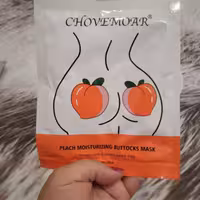 CHOVEMOAR®
PEACH MOISTURIZING BUTTOCKS MASK